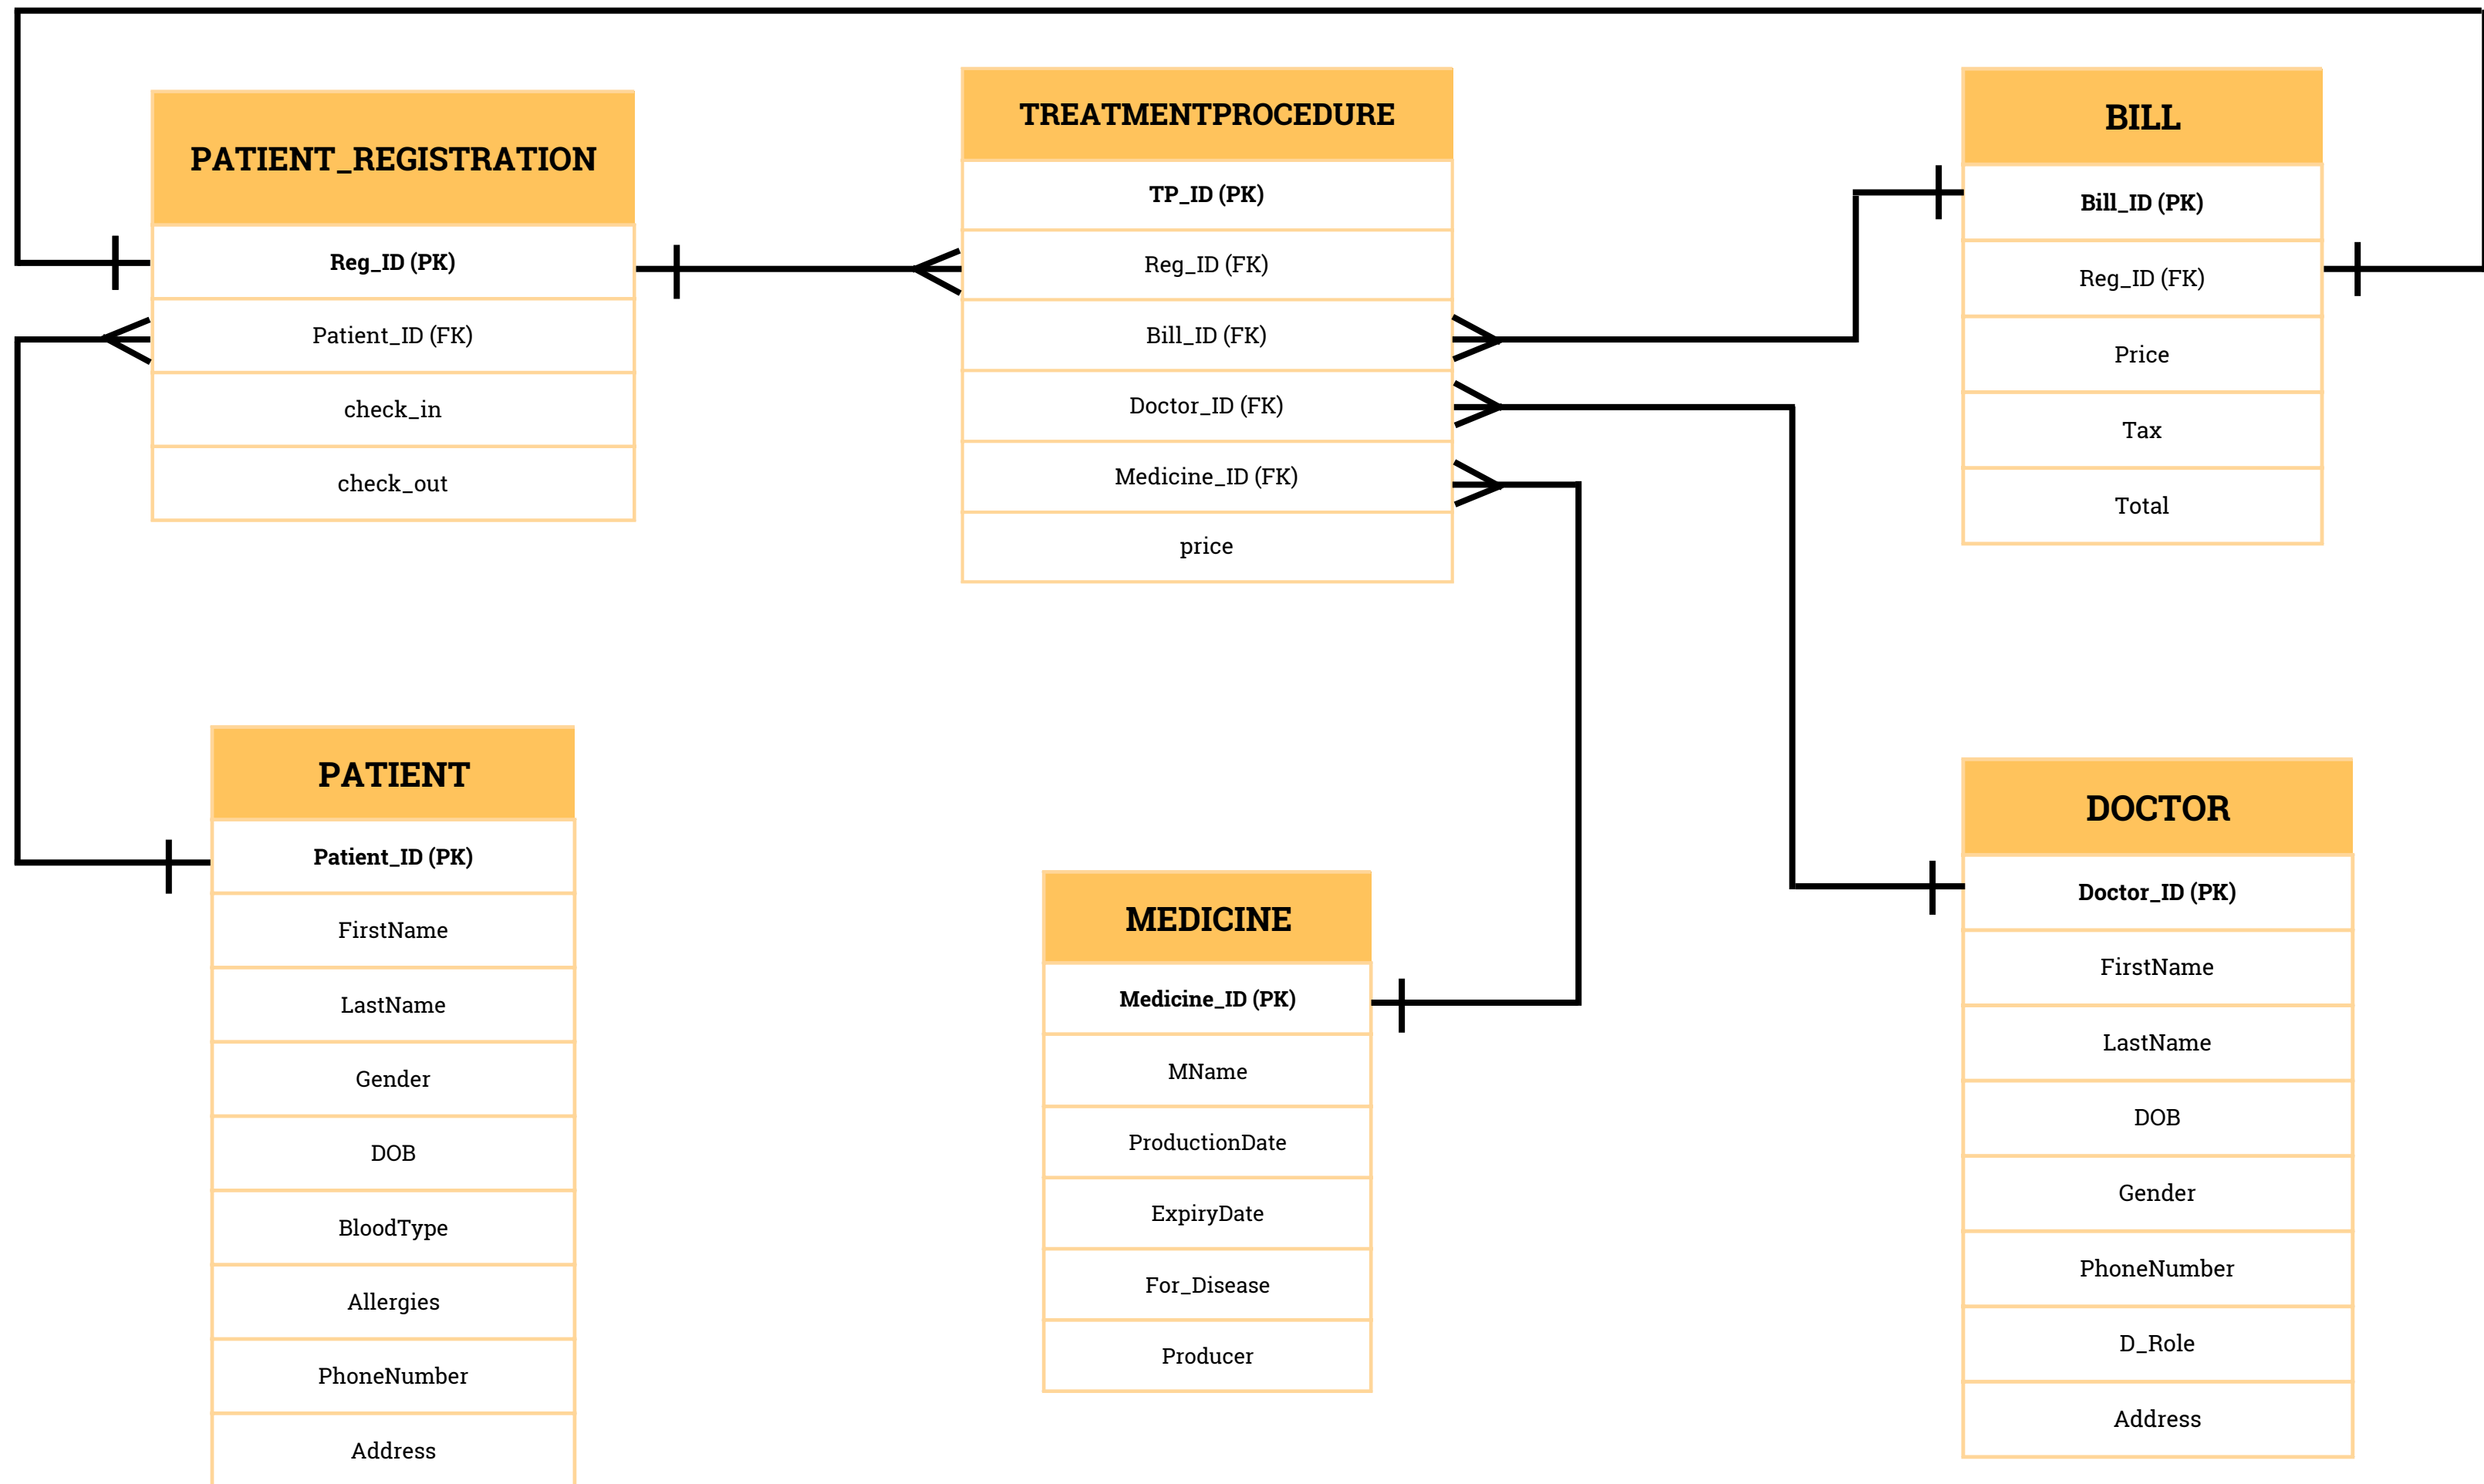 PATIENT_REGISTRATION
Reg_ID (PK)
Patient_ID (FK)
check_in
check_out
TREATMENTPROCEDURE
TP_ID (PK)
Reg_ID (FK)
Bill_ID (FK)
Doctor_ID (FK)
Medicine_ID (FK)
price
BILL
Bill_ID (PK)
Reg_ID (FK)
Price
Tax
Total
PATIENT
Patient_ID (PK)
FirstName
LastName
Gender
DOB
BloodType
Allergies
PhoneNumber
Address
MEDICINE
Medicine_ID (PK)
MName
ProductionDate
ExpiryDate
For_Disease
Producer
DOCTOR
Doctor_ID (PK)
FirstName
LastName
DOB
Gender
PhoneNumber
D_Role
Address